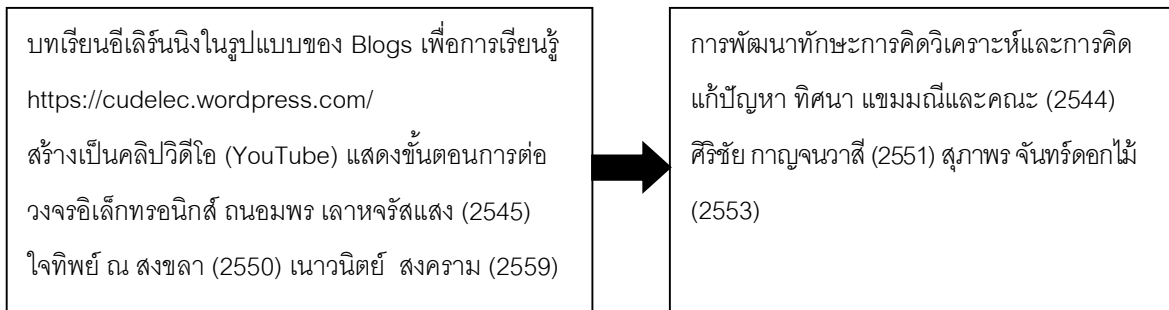 บทเรียนอีเลิร์นนิงในรูปแบบของ Blogs เพื่อการเรียนรู้
https://cudelec.wordpress.com/
สร้างเป็นคลิปวิดีโอ (YouTube) แสดงขั้นตอนการต่อ
วงจรอิเล็กทรอนิกส์ ถนอมพร เลาหจรัสแสง (2545)
ใจทิพย์ ณ สงขลา (2550) เนาวนิตย์ สงคราม (2559)
การพัฒนาทักษะการคิดวิเคราะห์และการคิด
แก้ปัญหา ทิศนา แขมมณีและคณะ (2544)
ศิริชัย กาญจนวาสี (2551) สุภาพร จันทร์ดอกไม้
(2553)